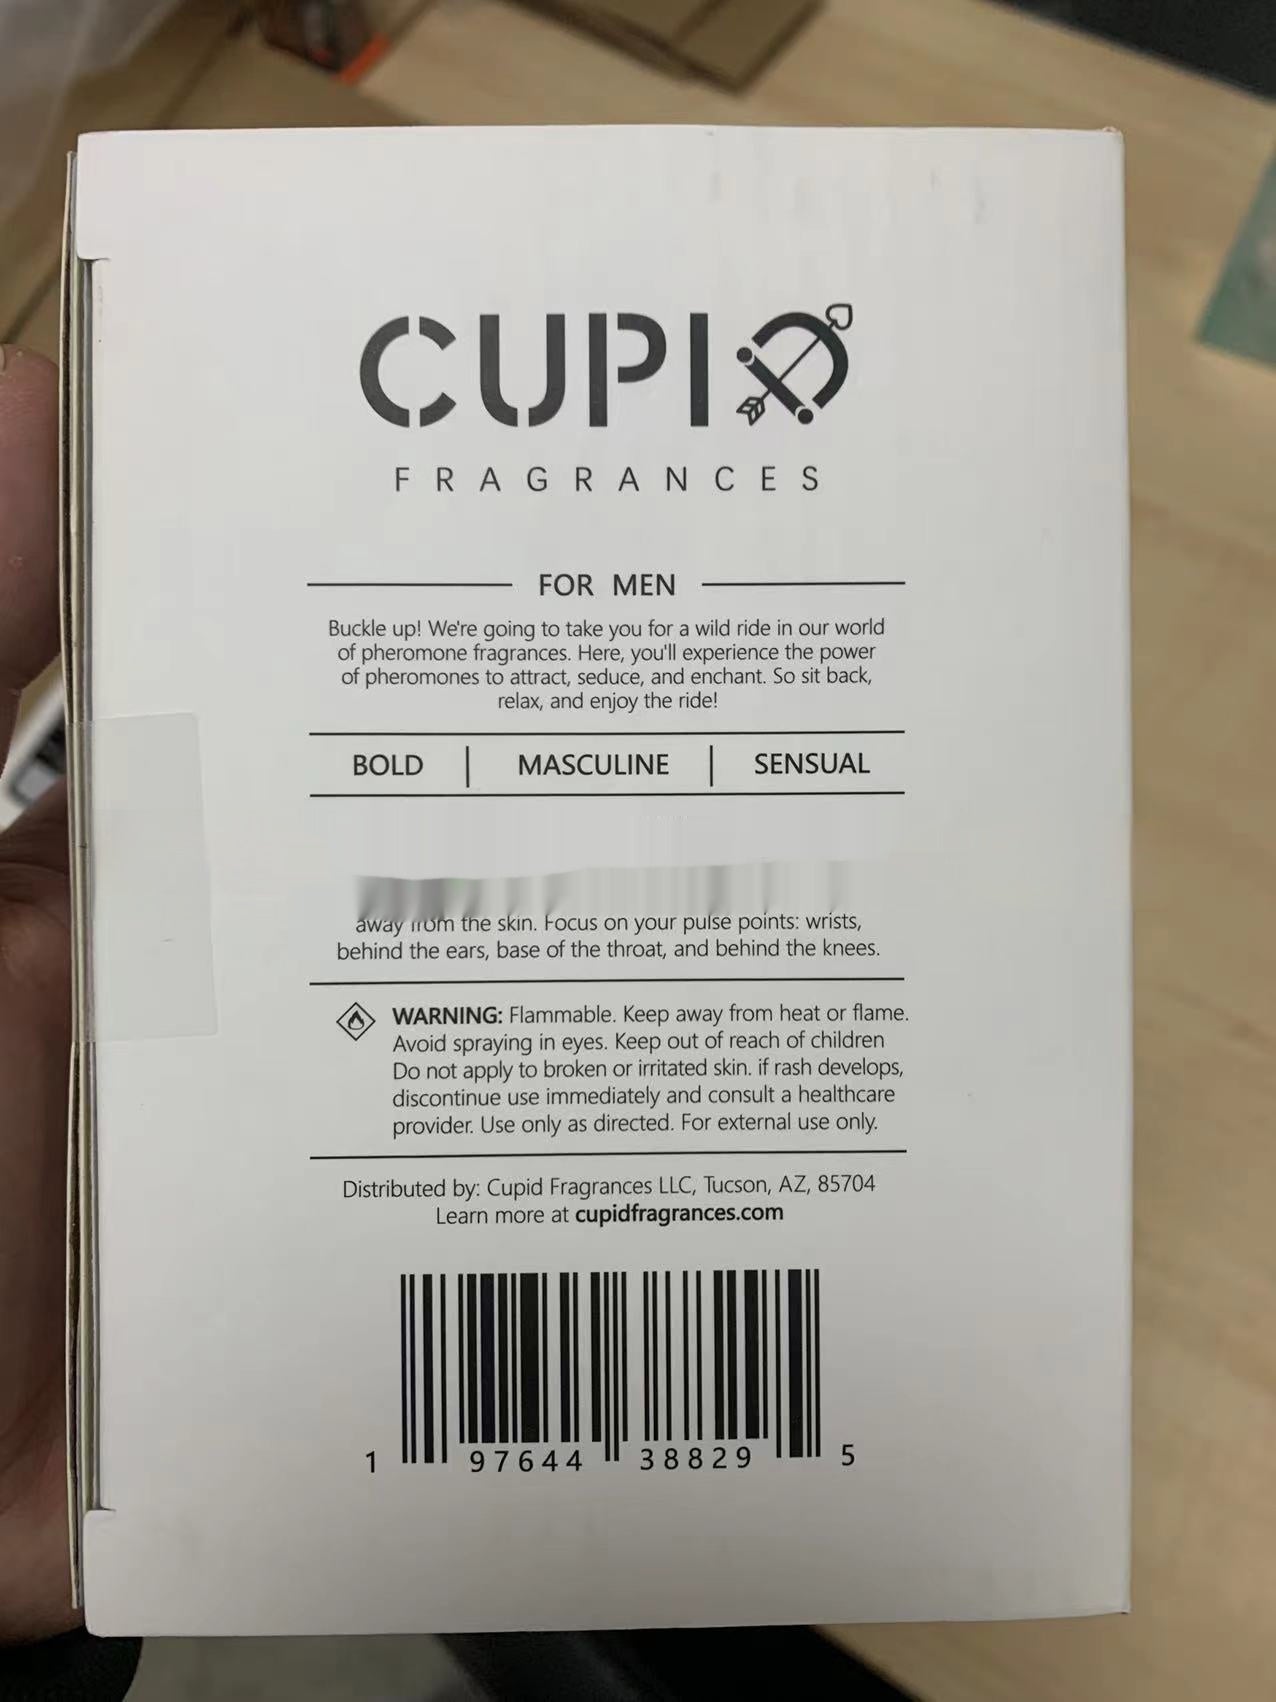 CUPID
FRAGRANCES
FOR MEN
Buckle up! We're going to take you for a wild ride in our world
of pheromone fragrances. Here, you'll experience the power
of pheromones to attract, seduce, and enchant. So sit back,
relax, and enjoy the ride!
BOLD | MASCULINE | SENSUAL
away from the skin. Focus on your pulse points: wrists,
behind the ears, base of the throat, and behind the knees.
WARNING: Flammable. Keep away from heat or flame.
Avoid spraying in eyes. Keep out of reach of children
Do not apply to broken or irritated skin. if rash develops,
discontinue use immediately and consult a healthcare
provider. Use only as directed. For external use only.
Distributed by: Cupid Fragrances LLC, Tucson, AZ, 85704
Learn more at cupidfragrances.com
1 97644 38829 5